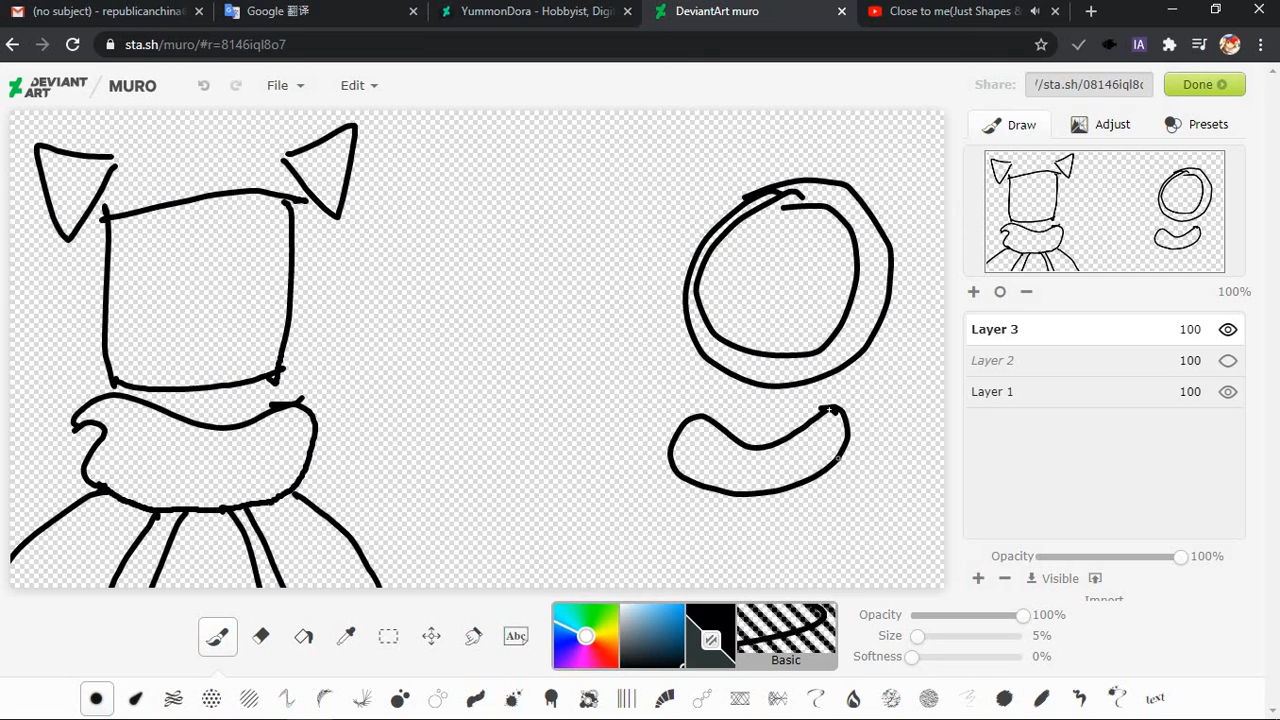 (no subject) - republicanchina
Google 翻译
YummonDora - Hobbyist, Digi
DeviantArt muro
Close to me(Just Shapes &
sta.sh/muro/#r=8146iql8o7
IA
DEVIANT ART
MURO
File
Edit
Share:
//sta.sh/08146iql8c
Done
Draw
Adjust
Presets
100%
Layer 3 100
Layer 2 100
Layer 1 100
Opacity 100%
Visible
Import
Abc
Basic
Opacity 100%
Size 5%
Softness 0%
text